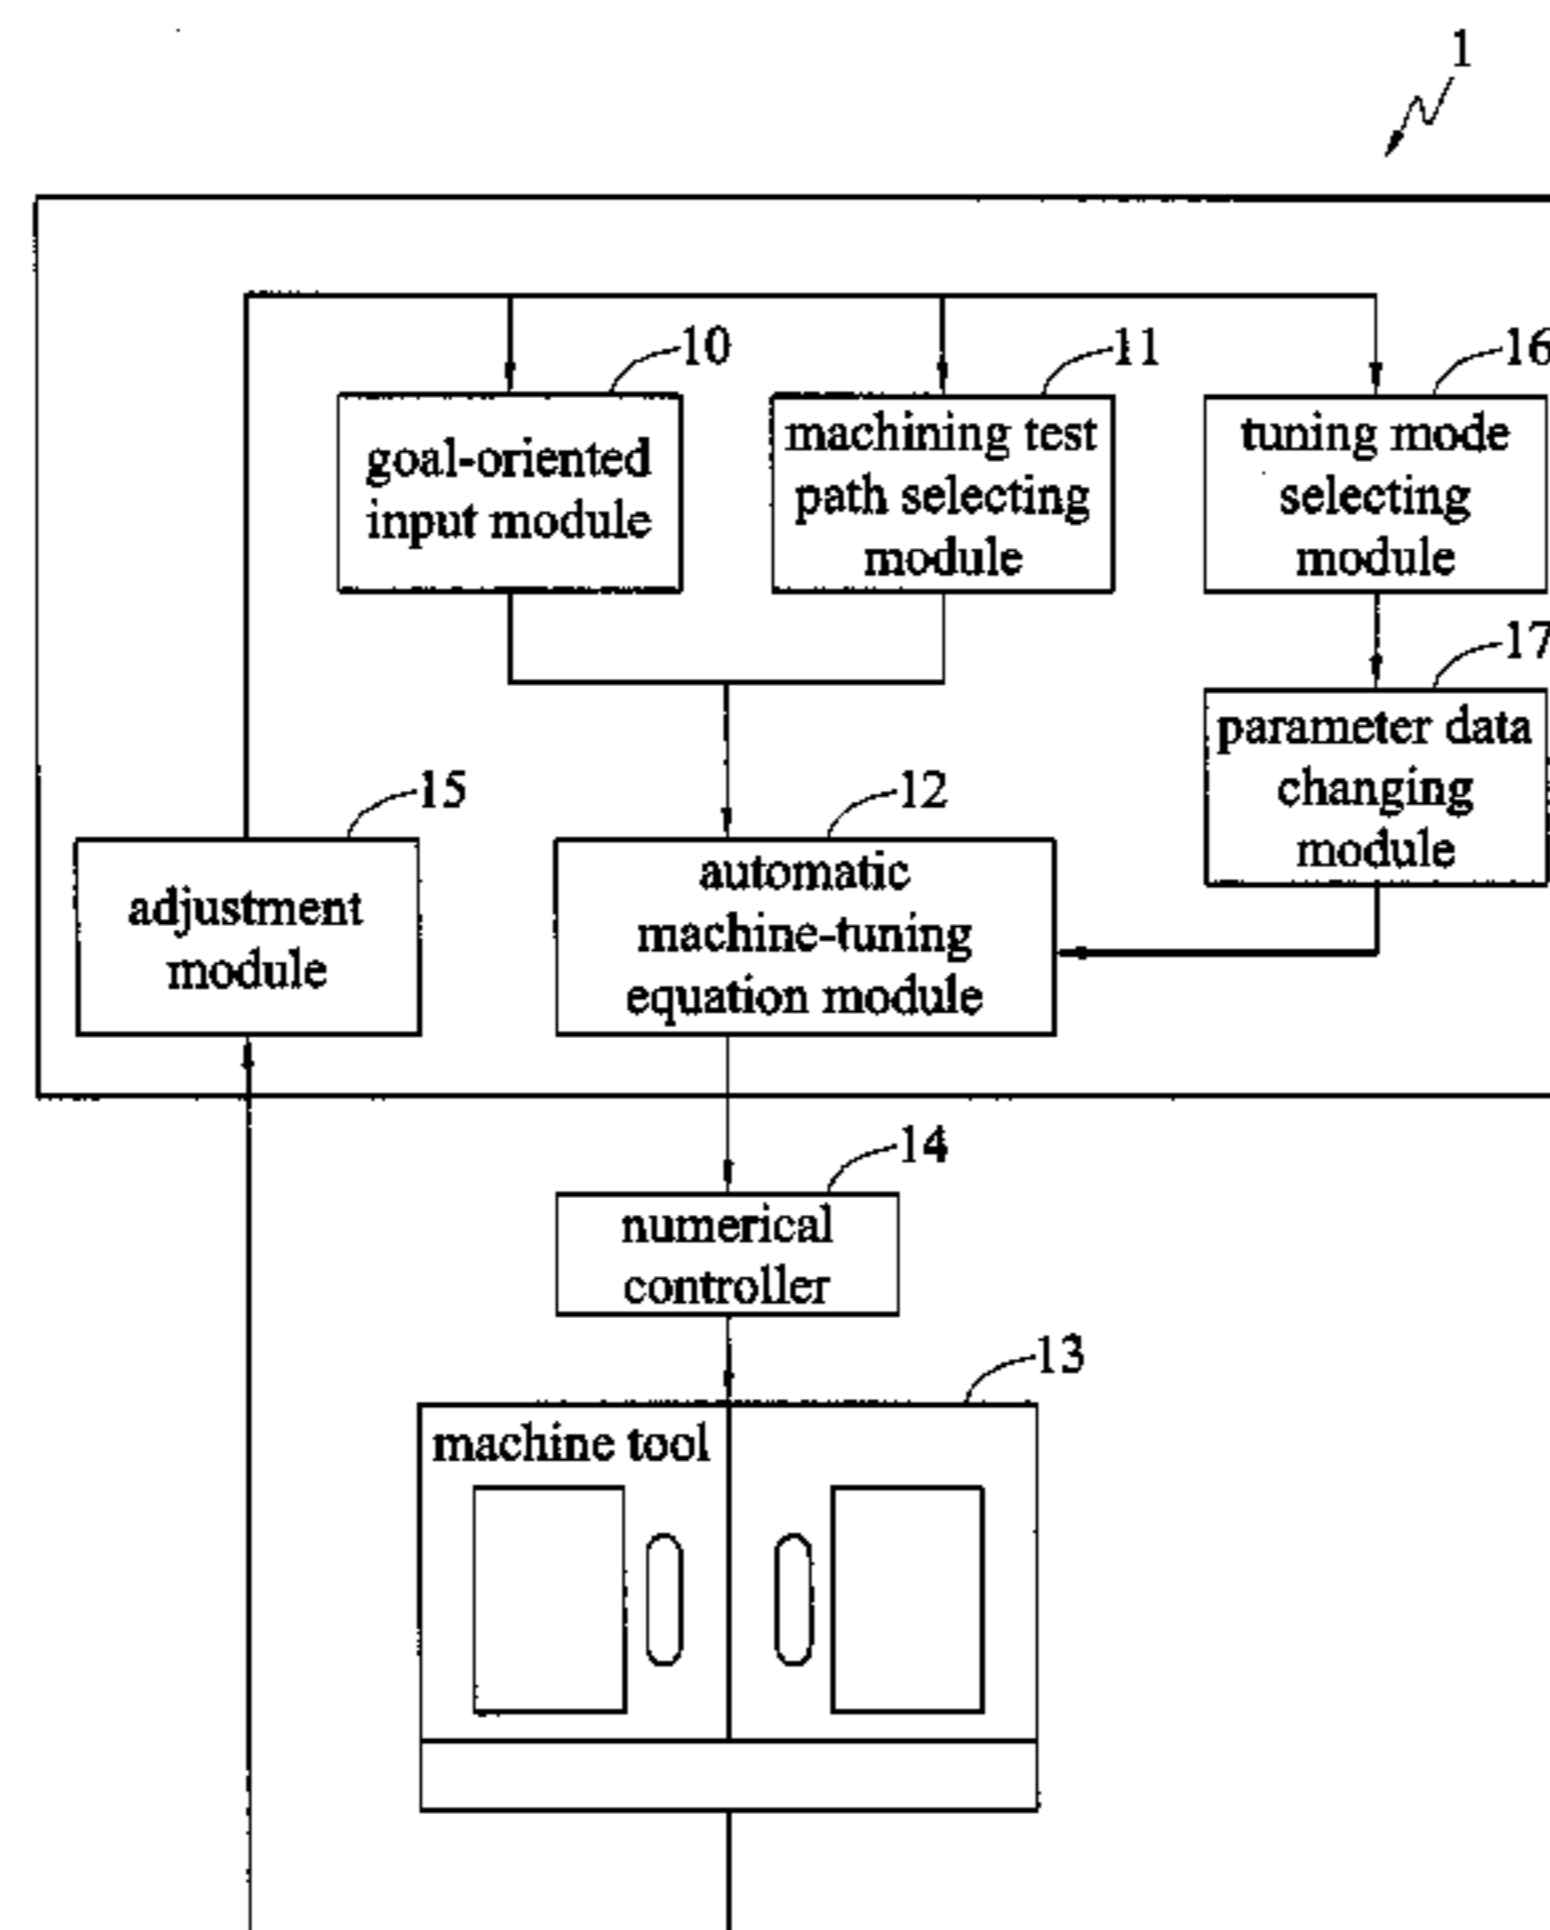 1
10
11
16
goal-oriented
input module
machining test
path selecting
module
tuning mode
selecting
module
17
parameter data
changing
module
15
12
adjustment
module
automatic
machine-tuning
equation module
14
numerical
controller
13
machine tool